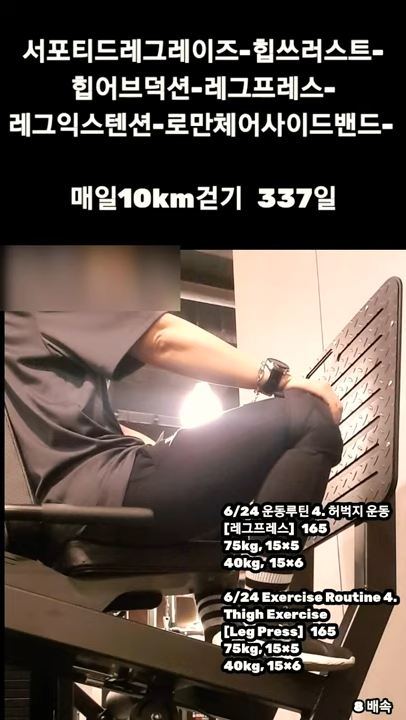 서포티드레그레이즈-힙쓰러스트-
힙어브덕션-레그프레스-
레그익스텐션-로만체어사이드밴드-
매일10km걷기 337일
6/24 운동루틴 4. 허벅지 운동
[레그프레스] 165
75kg, 15×5
40kg, 15×6
6/24 Exercise Routine 4.
Thigh Exercise
[Leg Press] 165
75kg, 15×5
40kg, 15×6
8 배속